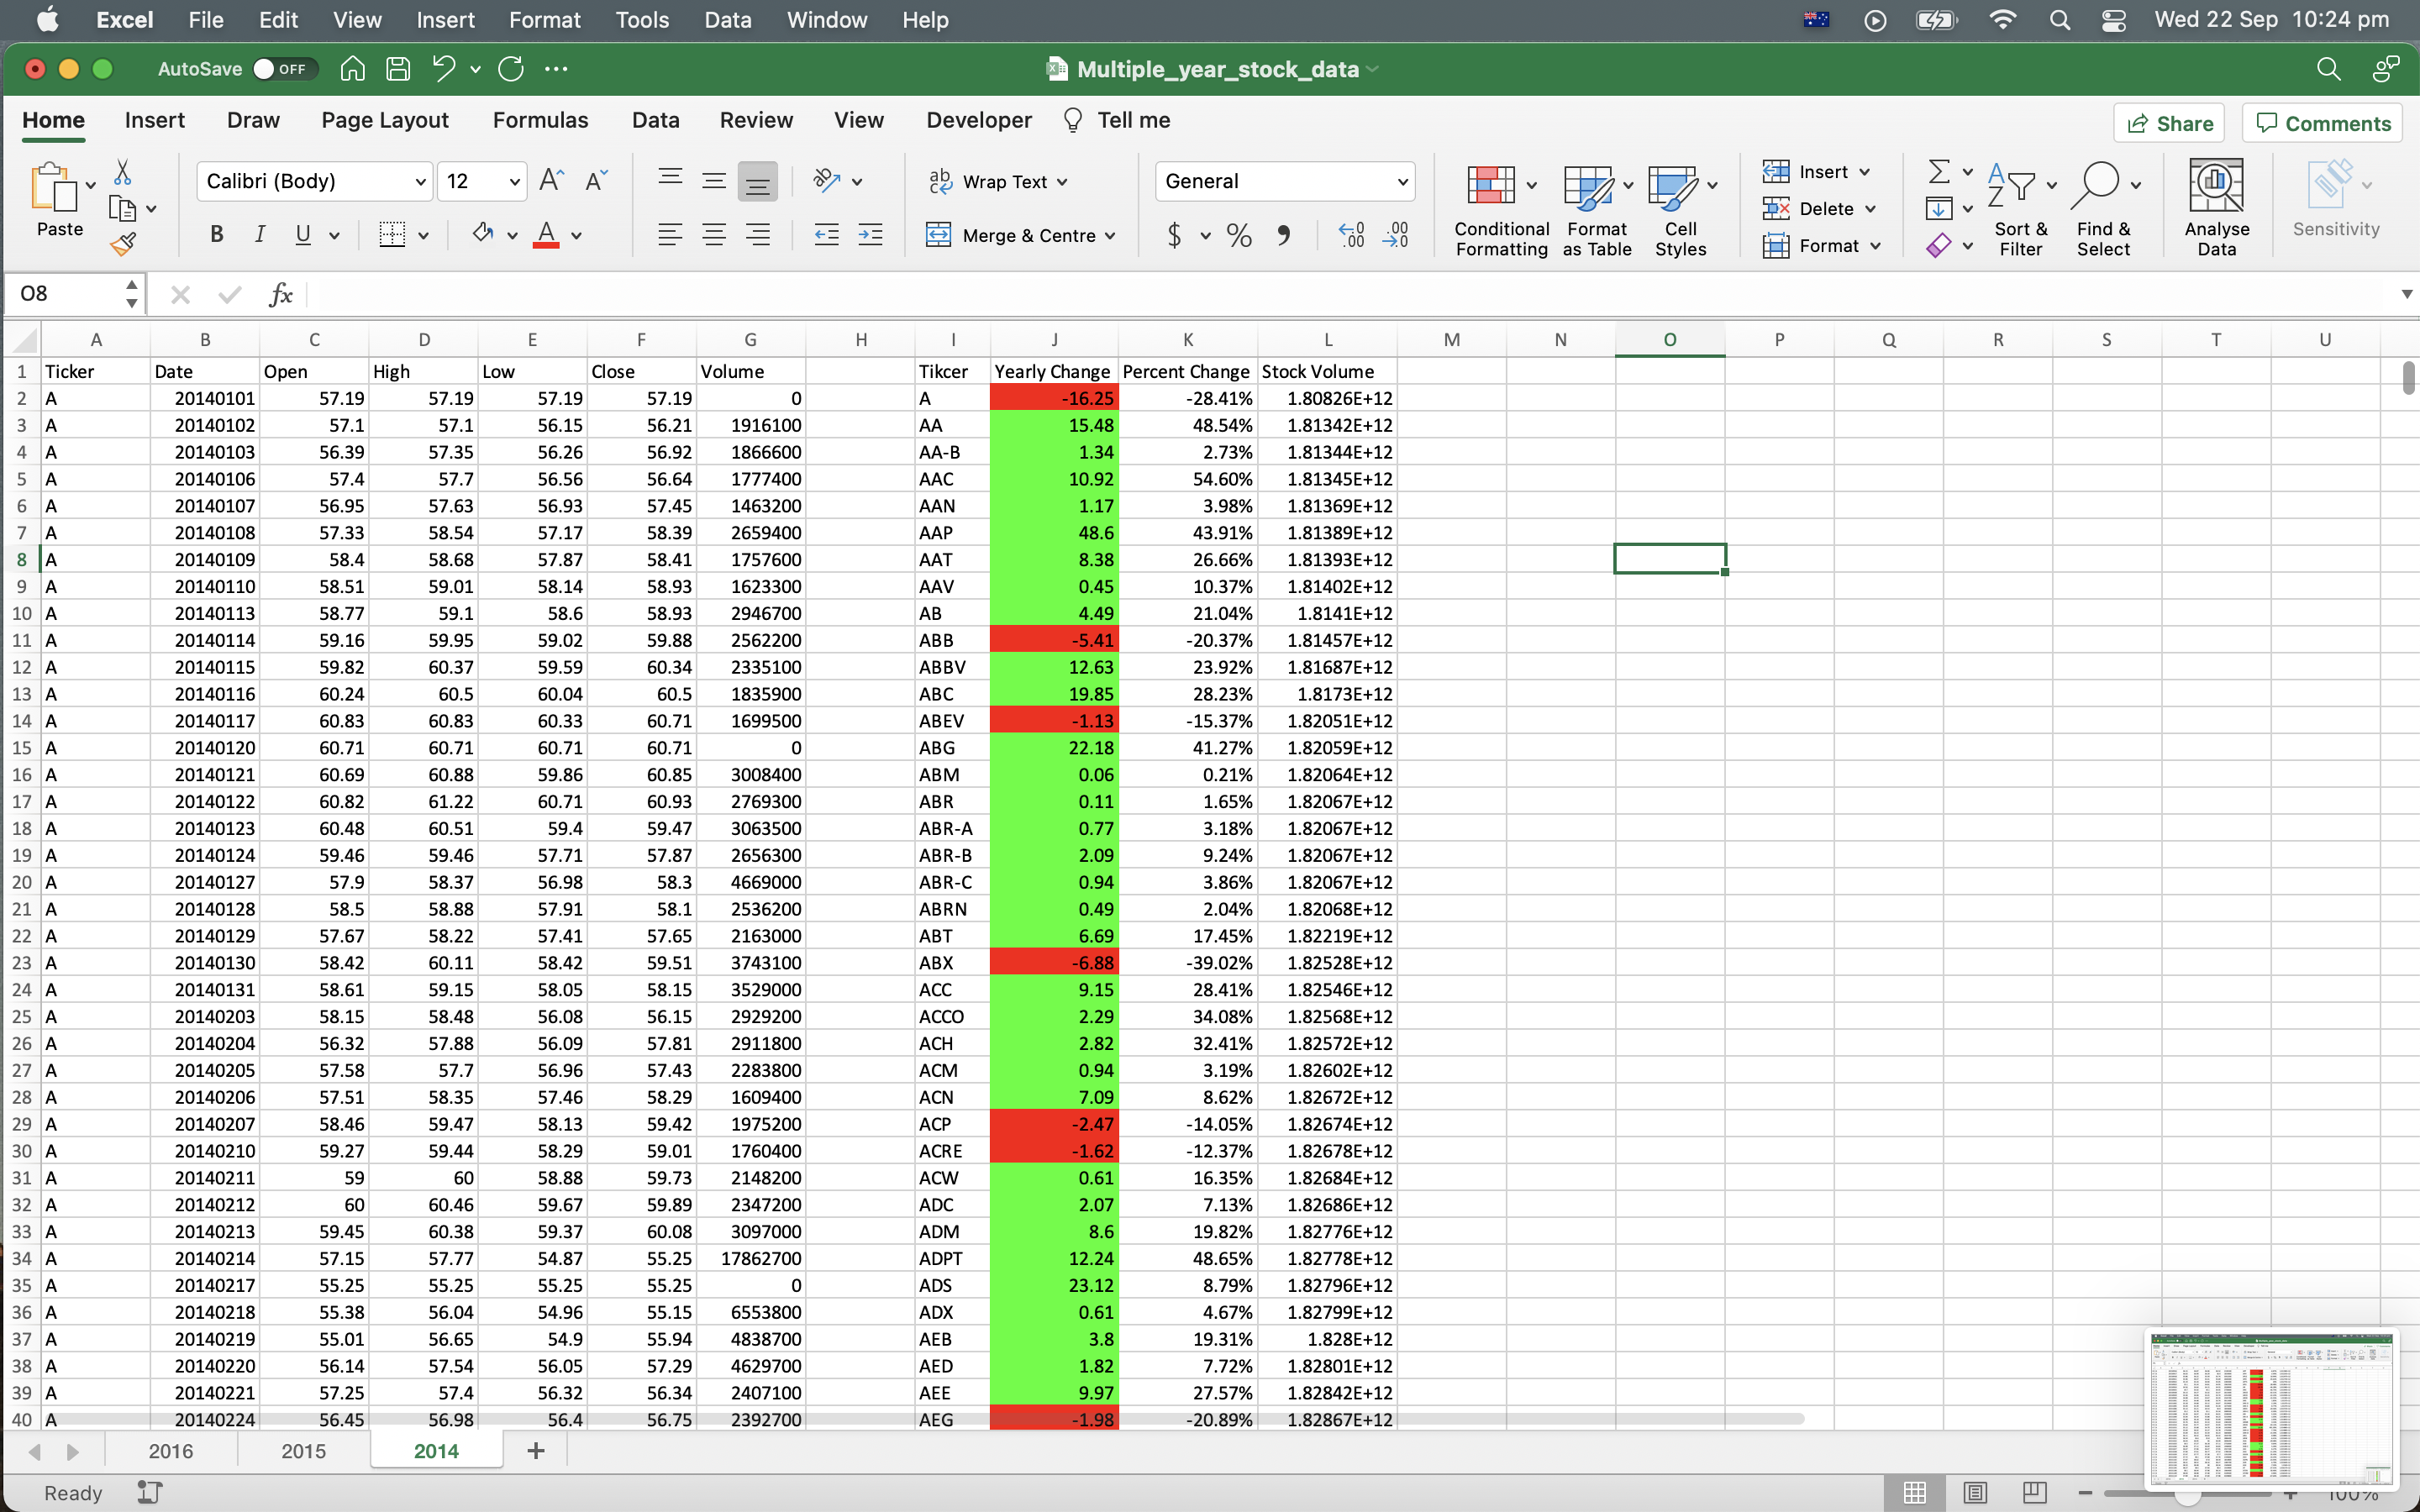 Excel File Edit View Insert Format Tools Data Window Help Wed 22 Sep 10:24 pm
AutoSave OFF Multiple_year_stock_data
Home Insert Draw Page Layout Formulas Data Review View Developer Tell me Share Comments
Paste Calibri (Body) 12 Wrap Text General Conditional Formatting Format as Table Cell Styles Insert Sort & Filter Find & Select Analyse Data Sensitivity
Delete
B I U Merge & Centre $ % Format
O8 fx
A B C D E F G H I J K L M N O P Q R S T U
1 Ticker Date Open High Low Close Volume Tikcer Yearly Change Percent Change Stock Volume
2 A 20140101 57.19 57.19 57.19 57.19 0 A -16.25 -28.41% 1.80826E+12
3 A 20140102 57.1 57.1 56.15 56.21 1916100 AA 15.48 48.54% 1.81342E+12
4 A 20140103 56.39 57.35 56.26 56.92 1866600 AA-B 1.34 2.73% 1.81344E+12
5 A 20140106 57.4 57.7 56.56 56.64 1777400 AAC 10.92 54.60% 1.81345E+12
6 A 20140107 56.95 57.63 56.93 57.45 1463200 AAN 1.17 3.98% 1.81369E+12
7 A 20140108 57.33 58.54 57.17 58.39 2659400 AAP 48.6 43.91% 1.81389E+12
8 A 20140109 58.4 58.68 57.87 58.41 1757600 AAT 8.38 26.66% 1.81393E+12
9 A 20140110 58.51 59.01 58.14 58.93 1623300 AAV 0.45 10.37% 1.81402E+12
10 A 20140113 58.77 59.1 58.6 58.93 2946700 AB 4.49 21.04% 1.8141E+12
11 A 20140114 59.16 59.95 59.02 59.88 2562200 ABB -5.41 -20.37% 1.81457E+12
12 A 20140115 59.82 60.37 59.59 60.34 2335100 ABBV 12.63 23.92% 1.81687E+12
13 A 20140116 60.24 60.5 60.04 60.5 1835900 ABC 19.85 28.23% 1.8173E+12
14 A 20140117 60.83 60.83 60.33 60.71 1699500 ABEV -1.13 -15.37% 1.82051E+12
15 A 20140120 60.71 60.71 60.71 60.71 0 ABG 22.18 41.27% 1.82059E+12
16 A 20140121 60.69 60.88 59.86 60.85 3008400 ABM 0.06 0.21% 1.82064E+12
17 A 20140122 60.82 61.22 60.71 60.93 2769300 ABR 0.11 1.65% 1.82067E+12
18 A 20140123 60.48 60.51 59.4 59.47 3063500 ABR-A 0.77 3.18% 1.82067E+12
19 A 20140124 59.46 59.46 57.71 57.87 2656300 ABR-B 2.09 9.24% 1.82067E+12
20 A 20140127 57.9 58.37 56.98 58.3 4669000 ABR-C 0.94 3.86% 1.82067E+12
21 A 20140128 58.5 58.88 57.91 58.1 2536200 ABRN 0.49 2.04% 1.82068E+12
22 A 20140129 57.67 58.22 57.41 57.65 2163000 ABT 6.69 17.45% 1.82219E+12
23 A 20140130 58.42 60.11 58.42 59.51 3743100 ABX -6.88 -39.02% 1.82528E+12
24 A 20140131 58.61 59.15 58.05 58.15 3529000 ACC 9.15 28.41% 1.82546E+12
25 A 20140203 58.15 58.48 56.08 56.15 2929200 ACCO 2.29 34.08% 1.82568E+12
26 A 20140204 56.32 57.88 56.09 57.81 2911800 ACH 2.82 32.41% 1.82572E+12
27 A 20140205 57.58 57.7 56.96 57.43 2283800 ACM 0.94 3.19% 1.82602E+12
28 A 20140206 57.51 58.35 57.46 58.29 1609400 ACN 7.09 8.62% 1.82672E+12
29 A 20140207 58.46 59.47 58.13 59.42 1975200 ACP -2.47 -14.05% 1.82674E+12
30 A 20140210 59.27 59.44 58.29 59.01 1760400 ACRE -1.62 -12.37% 1.82678E+12
31 A 20140211 59 60 58.88 59.73 2148200 ACW 0.61 16.35% 1.82684E+12
32 A 20140212 60 60.46 59.67 59.89 2347200 ADC 2.07 7.13% 1.82686E+12
33 A 20140213 59.45 60.38 59.37 60.08 3097000 ADM 8.6 19.82% 1.82776E+12
34 A 20140214 57.15 57.77 54.87 55.25 17862700 ADPT 12.24 48.65% 1.82778E+12
35 A 20140217 55.25 55.25 55.25 55.25 0 ADS 23.12 8.79% 1.82796E+12
36 A 20140218 55.38 56.04 54.96 55.15 6553800 ADX 0.61 4.67% 1.82799E+12
37 A 20140219 55.01 56.65 54.9 55.94 4838700 AEB 3.8 19.31% 1.828E+12
38 A 20140220 56.14 57.54 56.05 57.29 4629700 AED 1.82 7.72% 1.82801E+12
39 A 20140221 57.25 57.4 56.32 56.34 2407100 AEE 9.97 27.57% 1.82842E+12
40 A 20140224 56.45 56.98 56.4 56.75 2392700 AEG -1.98 -20.89% 1.82867E+12
2016 2015 2014 +
Ready 100%